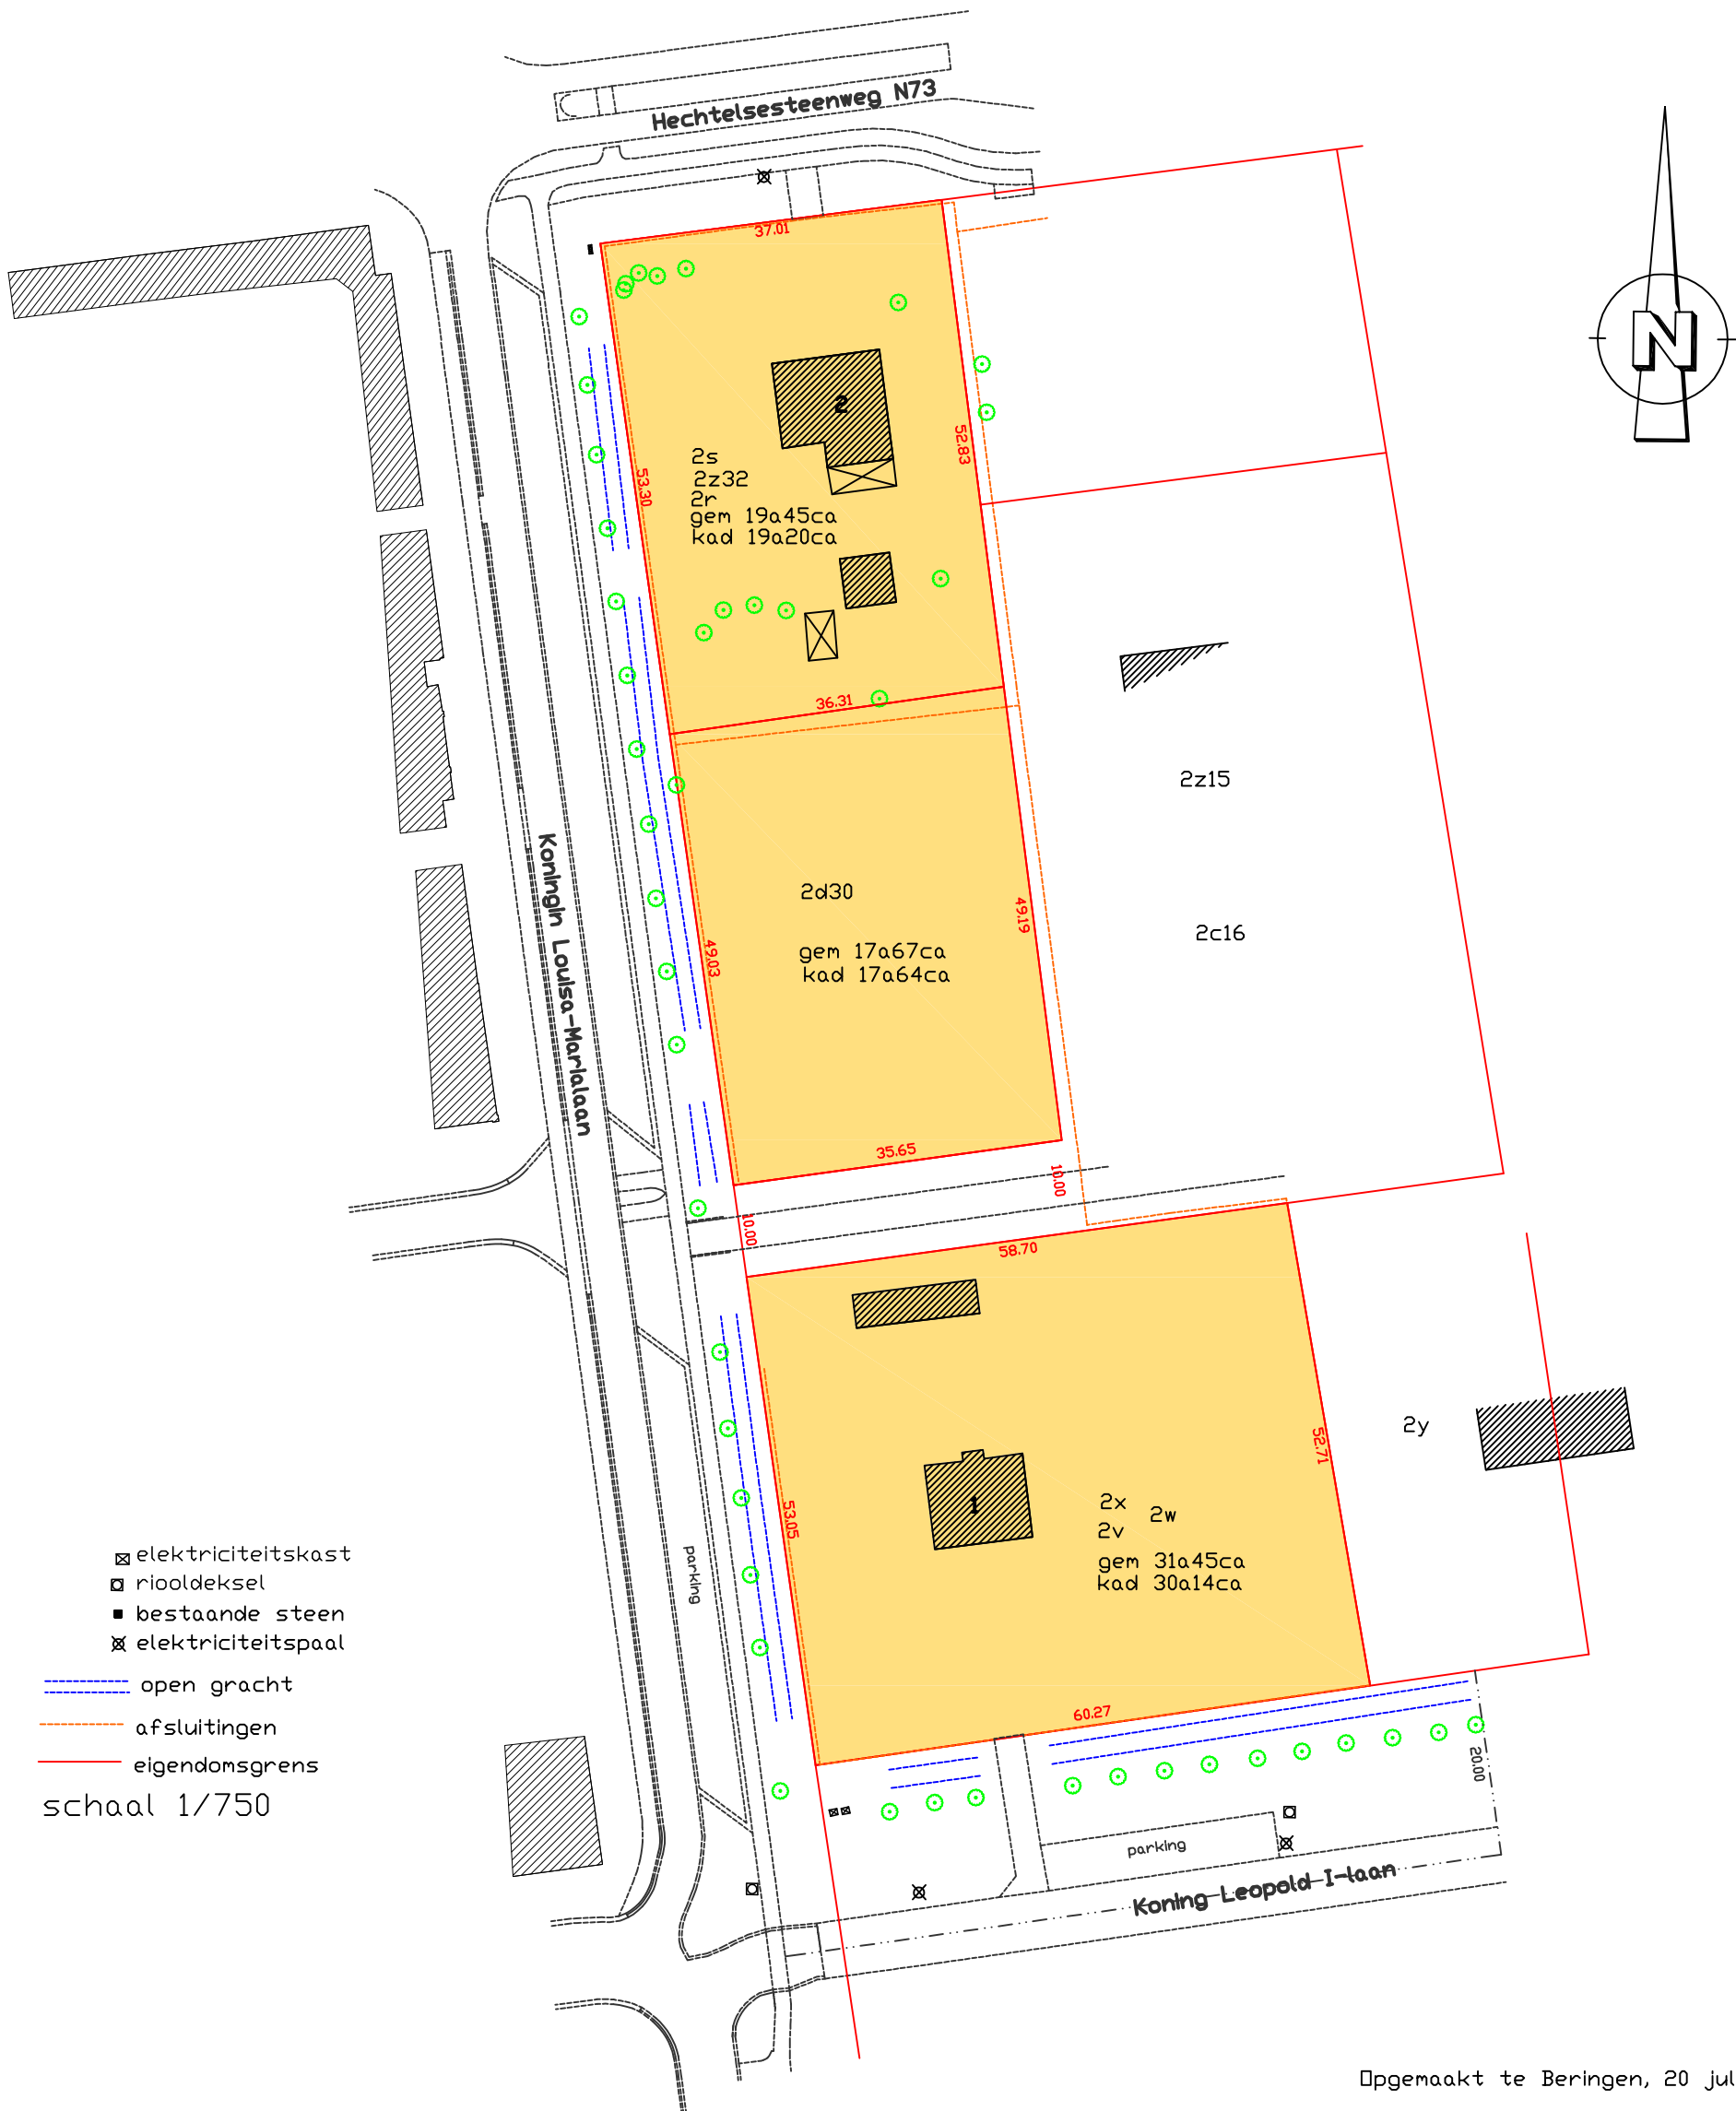 Hechtelsesteenweg N73
N
37.01
2
52.83
53.30
2s
2z32
2r
gem 19a45ca
kad 19a20ca
36.31
2z15
2d30
2c16
49.19
49.03
gem 17a67ca
kad 17a64ca
Koningin Louisa-Marialaan
35.65
10.00
10.00
58.70
2y
52.71
53.05
1
2x
2w
2v
gem 31a45ca
kad 30a14ca
parking
elektriciteitskast
riooldeksel
bestaande steen
elektriciteitspaal
open gracht
afsluitingen
eigendomsgrens
schaal 1/750
60.27
20.00
parking
Koning Leopold I-laan
Opgemaakt te Beringen, 20 jul